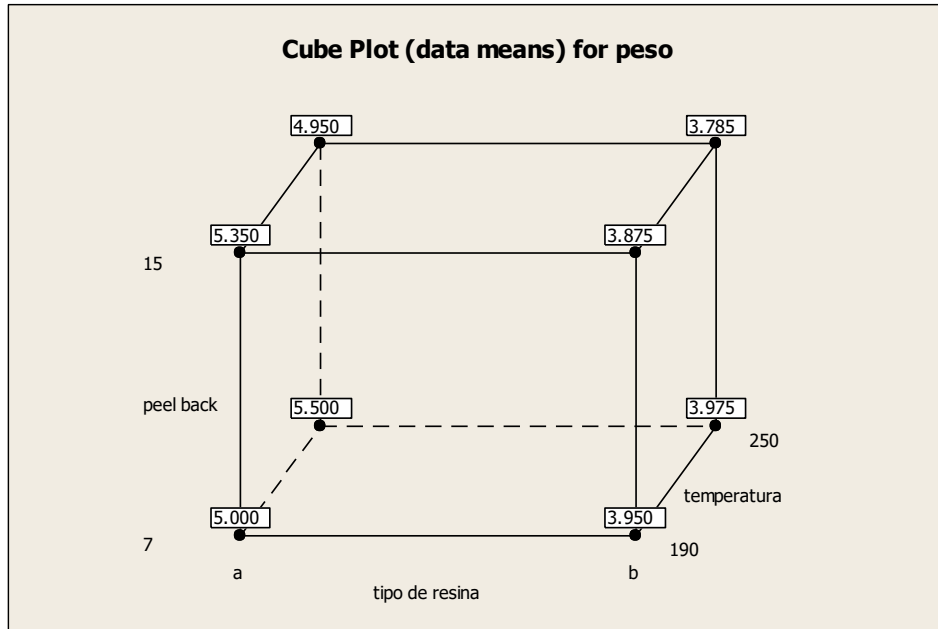 Cube Plot (data means) for peso
4.950 3.785
5.350 3.875
15
peel back
5.500 3.975
250
temperatura
5.000 3.950
7
190
a b
tipo de resina